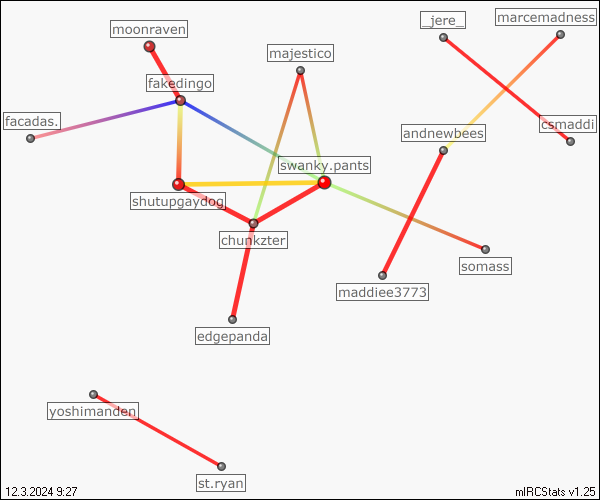 _jere_
marcemadness
moonraven
majestico
fakedingo
facadas.
csmaddi
andnewbees
swanky.pants
shutupgaydog
chunkzter
somass
maddiee3773
edgepanda
yoshimanden
st.ryan
12.3.2024 9:27
mIRCStats v1.25